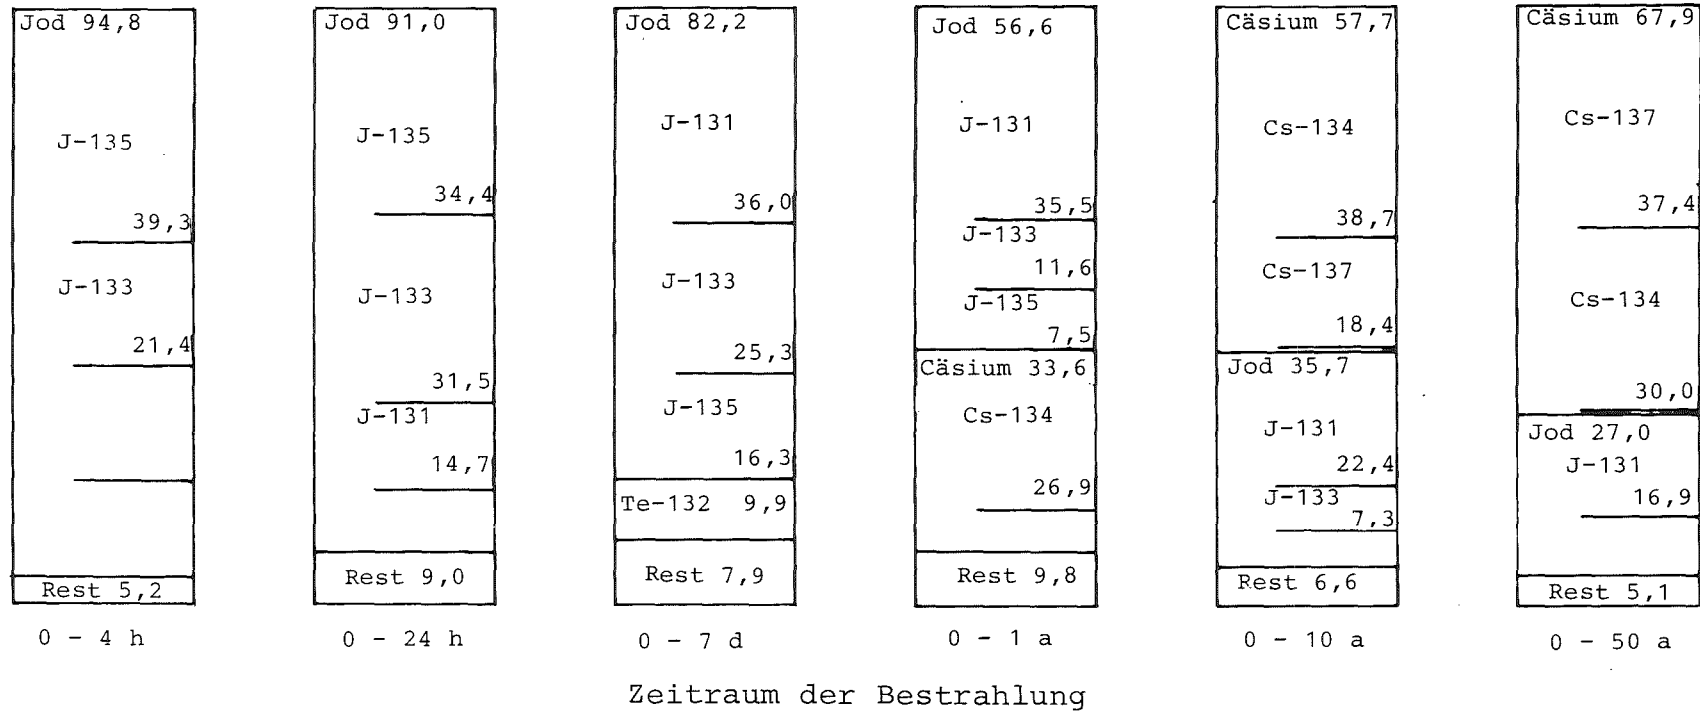 Jod 94,8
J-135
39,3
J-133
21,4
Rest 5,2
0 - 4 h
Jod 91,0
J-135
34,4
J-133
31,5
J-131
14,7
Rest 9,0
0 - 24 h
Jod 82,2
J-131
36,0
J-133
25,3
J-135
16,3
Te-132 9,9
Rest 7,9
0 - 7 d
Jod 56,6
J-131
35,5
J-133
11,6
J-135
7,5
Cäsium 33,6
Cs-134
26,9
Rest 9,8
0 - 1 a
Cäsium 57,7
Cs-134
38,7
Cs-137
18,4
Jod 35,7
J-131
22,4
J-133
7,3
Rest 6,6
0 - 10 a
Cäsium 67,9
Cs-137
37,4
Cs-134
30,0
Jod 27,0
J-131
16,9
Rest 5,1
0 - 50 a
Zeitraum der Bestrahlung